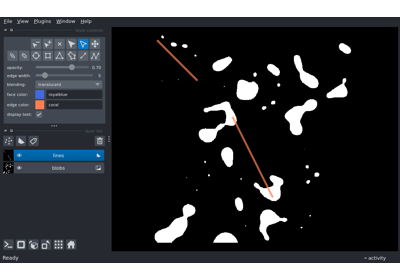 File View Plugins Window Help
opacity: 0.70
edge width: 5
blending: translucent
face color: royalblue
edge color: coral
display text: ✓
lines
blobs
Ready
activity